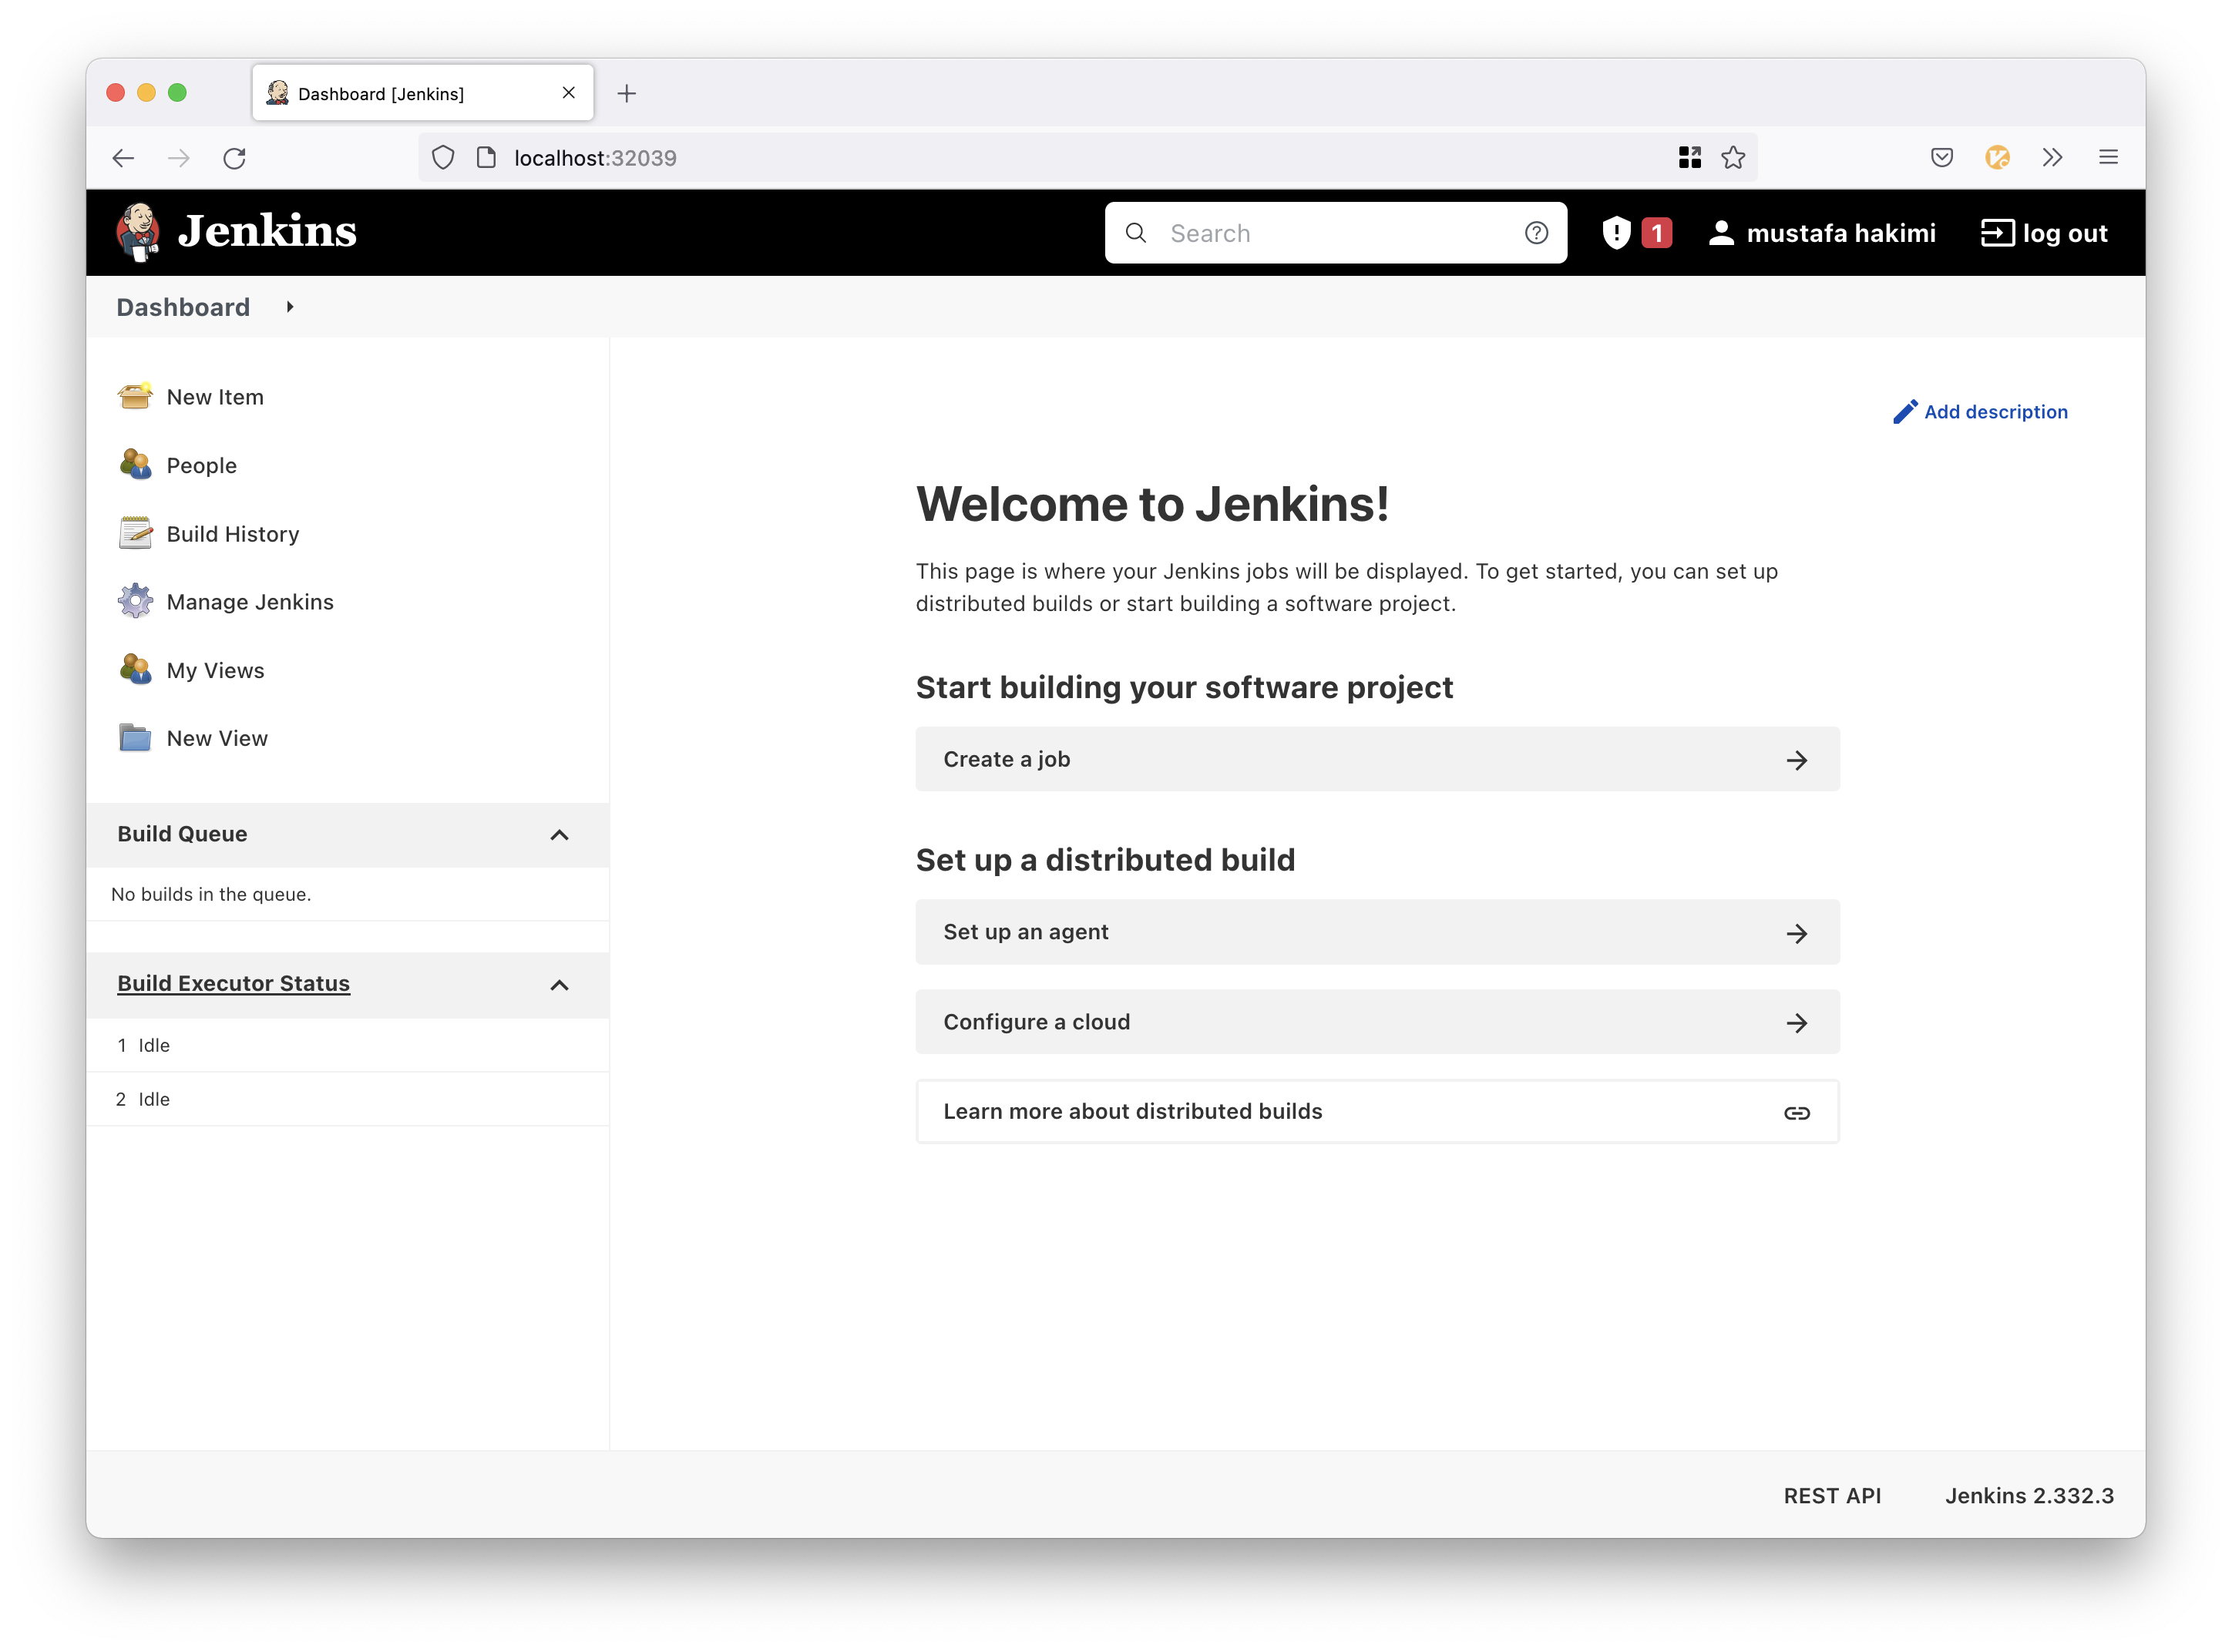 Dashboard [Jenkins]
localhost:32039
Jenkins
Search
1
mustafa hakimi
log out
Dashboard
New Item
People
Build History
Manage Jenkins
My Views
New View
Build Queue
No builds in the queue.
Build Executor Status
1 Idle
2 Idle
Add description
Welcome to Jenkins!
This page is where your Jenkins jobs will be displayed. To get started, you can set up
distributed builds or start building a software project.
Start building your software project
Create a job
Set up a distributed build
Set up an agent
Configure a cloud
Learn more about distributed builds
REST API
Jenkins 2.332.3